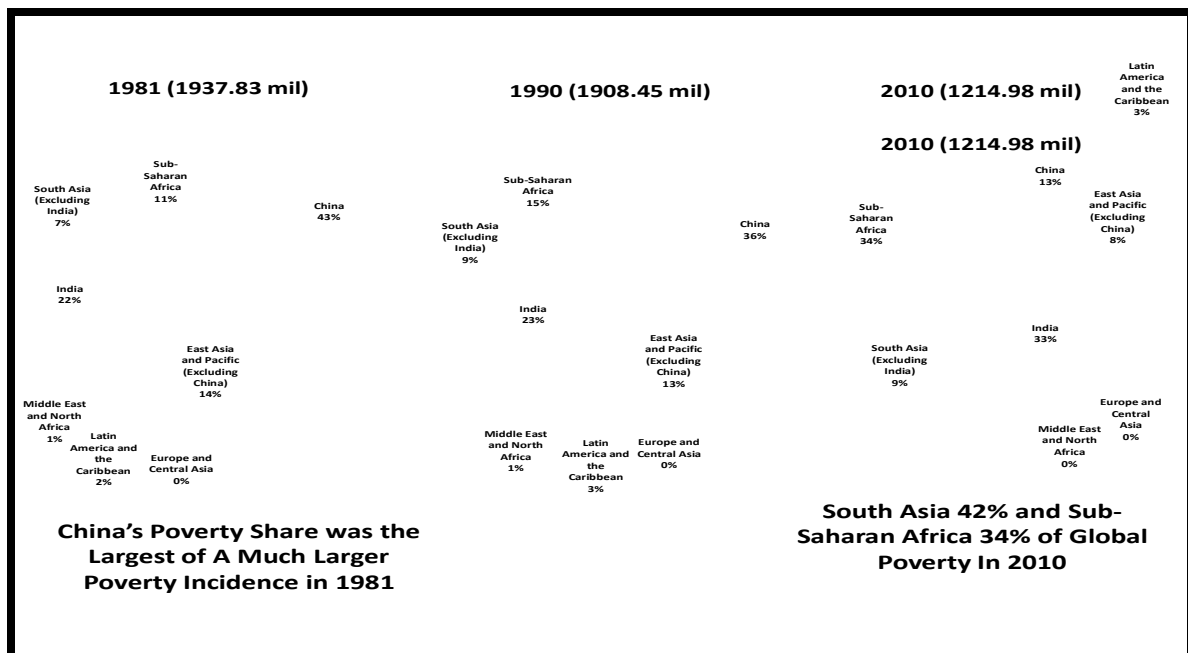 1981 (1937.83 mil)
South Asia
(Excluding
India)
7%
Sub-
Saharan
Africa
11%
China
43%
India
22%
East Asia
and Pacific
(Excluding
China)
14%
Middle East
and North
Africa
1%
Latin
America and
the
Caribbean
2%
Europe and
Central Asia
0%
China’s Poverty Share was the
Largest of A Much Larger
Poverty Incidence in 1981
1990 (1908.45 mil)
Sub-Saharan
Africa
15%
South Asia
(Excluding
India)
9%
China
36%
India
23%
East Asia
and Pacific
(Excluding
China)
13%
Middle East
and North
Africa
1%
Latin
America and
the
Caribbean
3%
Europe and
Central Asia
0%
2010 (1214.98 mil)
Latin
America
and the
Caribbean
3%
2010 (1214.98 mil)
China
13%
Sub-
Saharan
Africa
34%
East Asia
and Pacific
(Excluding
China)
8%
India
33%
South Asia
(Excluding
India)
9%
Europe and
Central
Asia
0%
Middle East
and North
Africa
0%
South Asia 42% and Sub-
Saharan Africa 34% of Global
Poverty In 2010